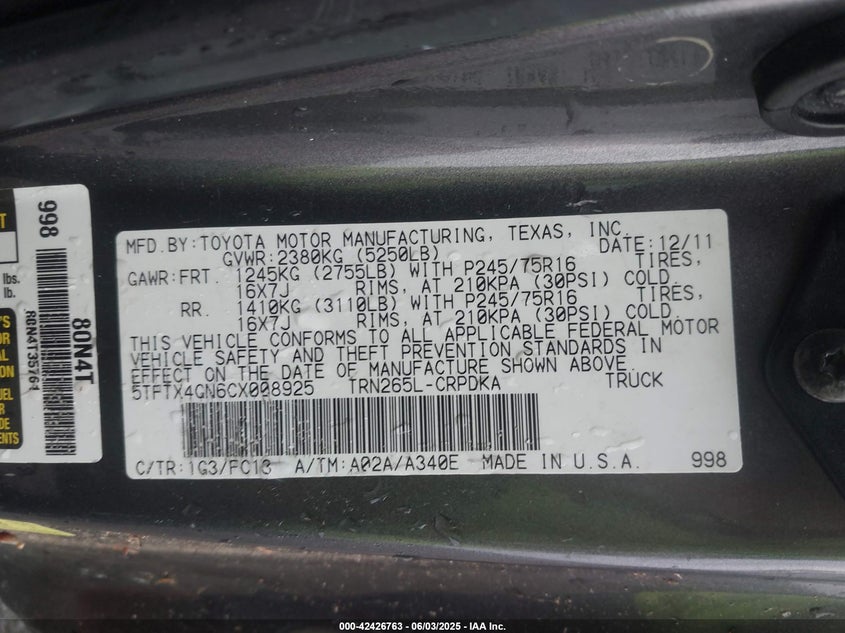 998
80N4T
lbs.
lb.
MFD.BY:TOYOTA MOTOR MANUFACTURING, TEXAS, INC.
GVWR:2380KG (5250LB) DATE:12/11
GAWR:FRT. 1245KG (2755LB) WITH P245/75R16 TIRES,
16X7J RIMS, AT 210KPA (30PSI) COLD.
RR. 1410KG (3110LB) WITH P245/75R16 TIRES,
16X7J RIMS, AT 210KPA (30PSI) COLD.
THIS VEHICLE CONFORMS TO ALL APPLICABLE FEDERAL MOTOR
VEHICLE SAFETY AND THEFT PREVENTION STANDARDS IN
EFFECT ON THE DATE OF MANUFACTURE SHOWN ABOVE.
5TFTX4GN6CX008925 TRN265L-CRPDKA TRUCK
C/TR:1G3/FC13 A/TM:A02A/A340E MADE IN U.S.A. 998
000-42426763 - 06/03/2025 - IAA Inc.